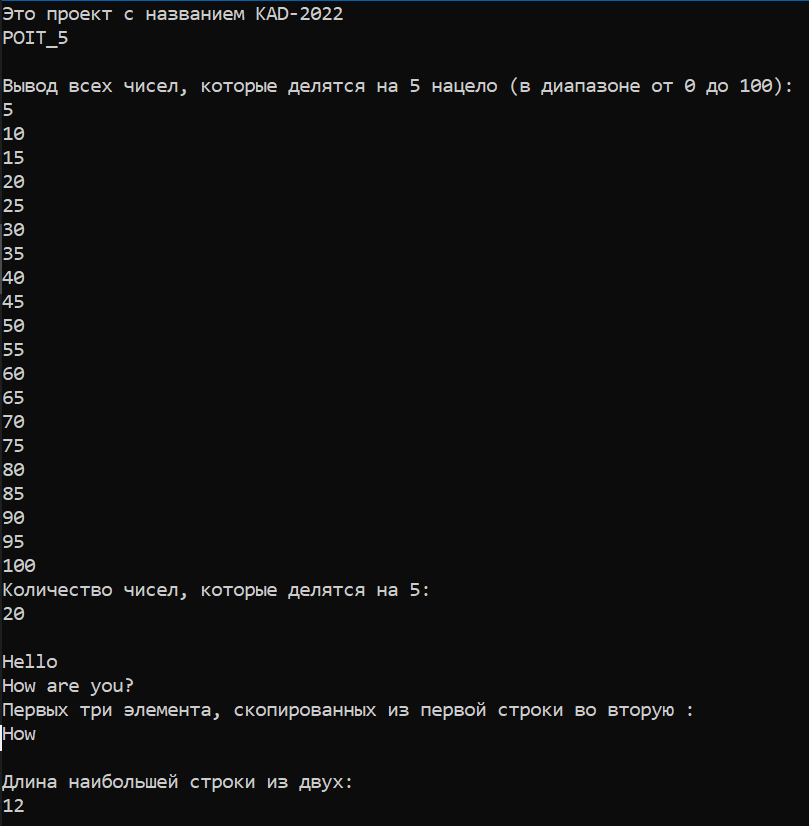 Это проект с названием KAD-2022
POIT_5
Вывод всех чисел, которые делятся на 5 нацело (в диапазоне от 0 до 100):
5
10
15
20
25
30
35
40
45
50
55
60
65
70
75
80
85
90
95
100
Количество чисел, которые делятся на 5:
20
Hello
How are you?
Первых три элемента, скопированных из первой строки во вторую :
How
Длина наибольшей строки из двух:
12